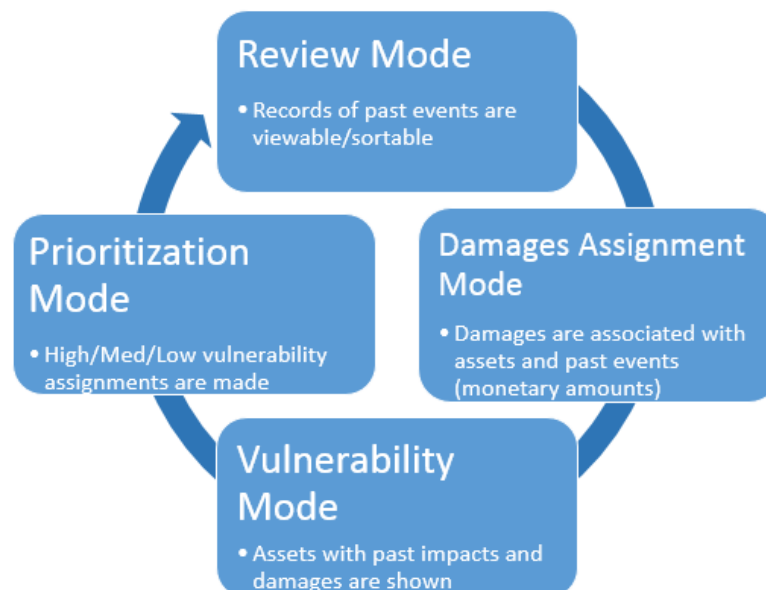 Review Mode
• Records of past events are
viewable/sortable
Damages Assignment
Mode
• Damages are associated with
assets and past events
(monetary amounts)
Vulnerability
Mode
• Assets with past impacts and
damages are shown
Prioritization
Mode
• High/Med/Low vulnerability
assignments are made